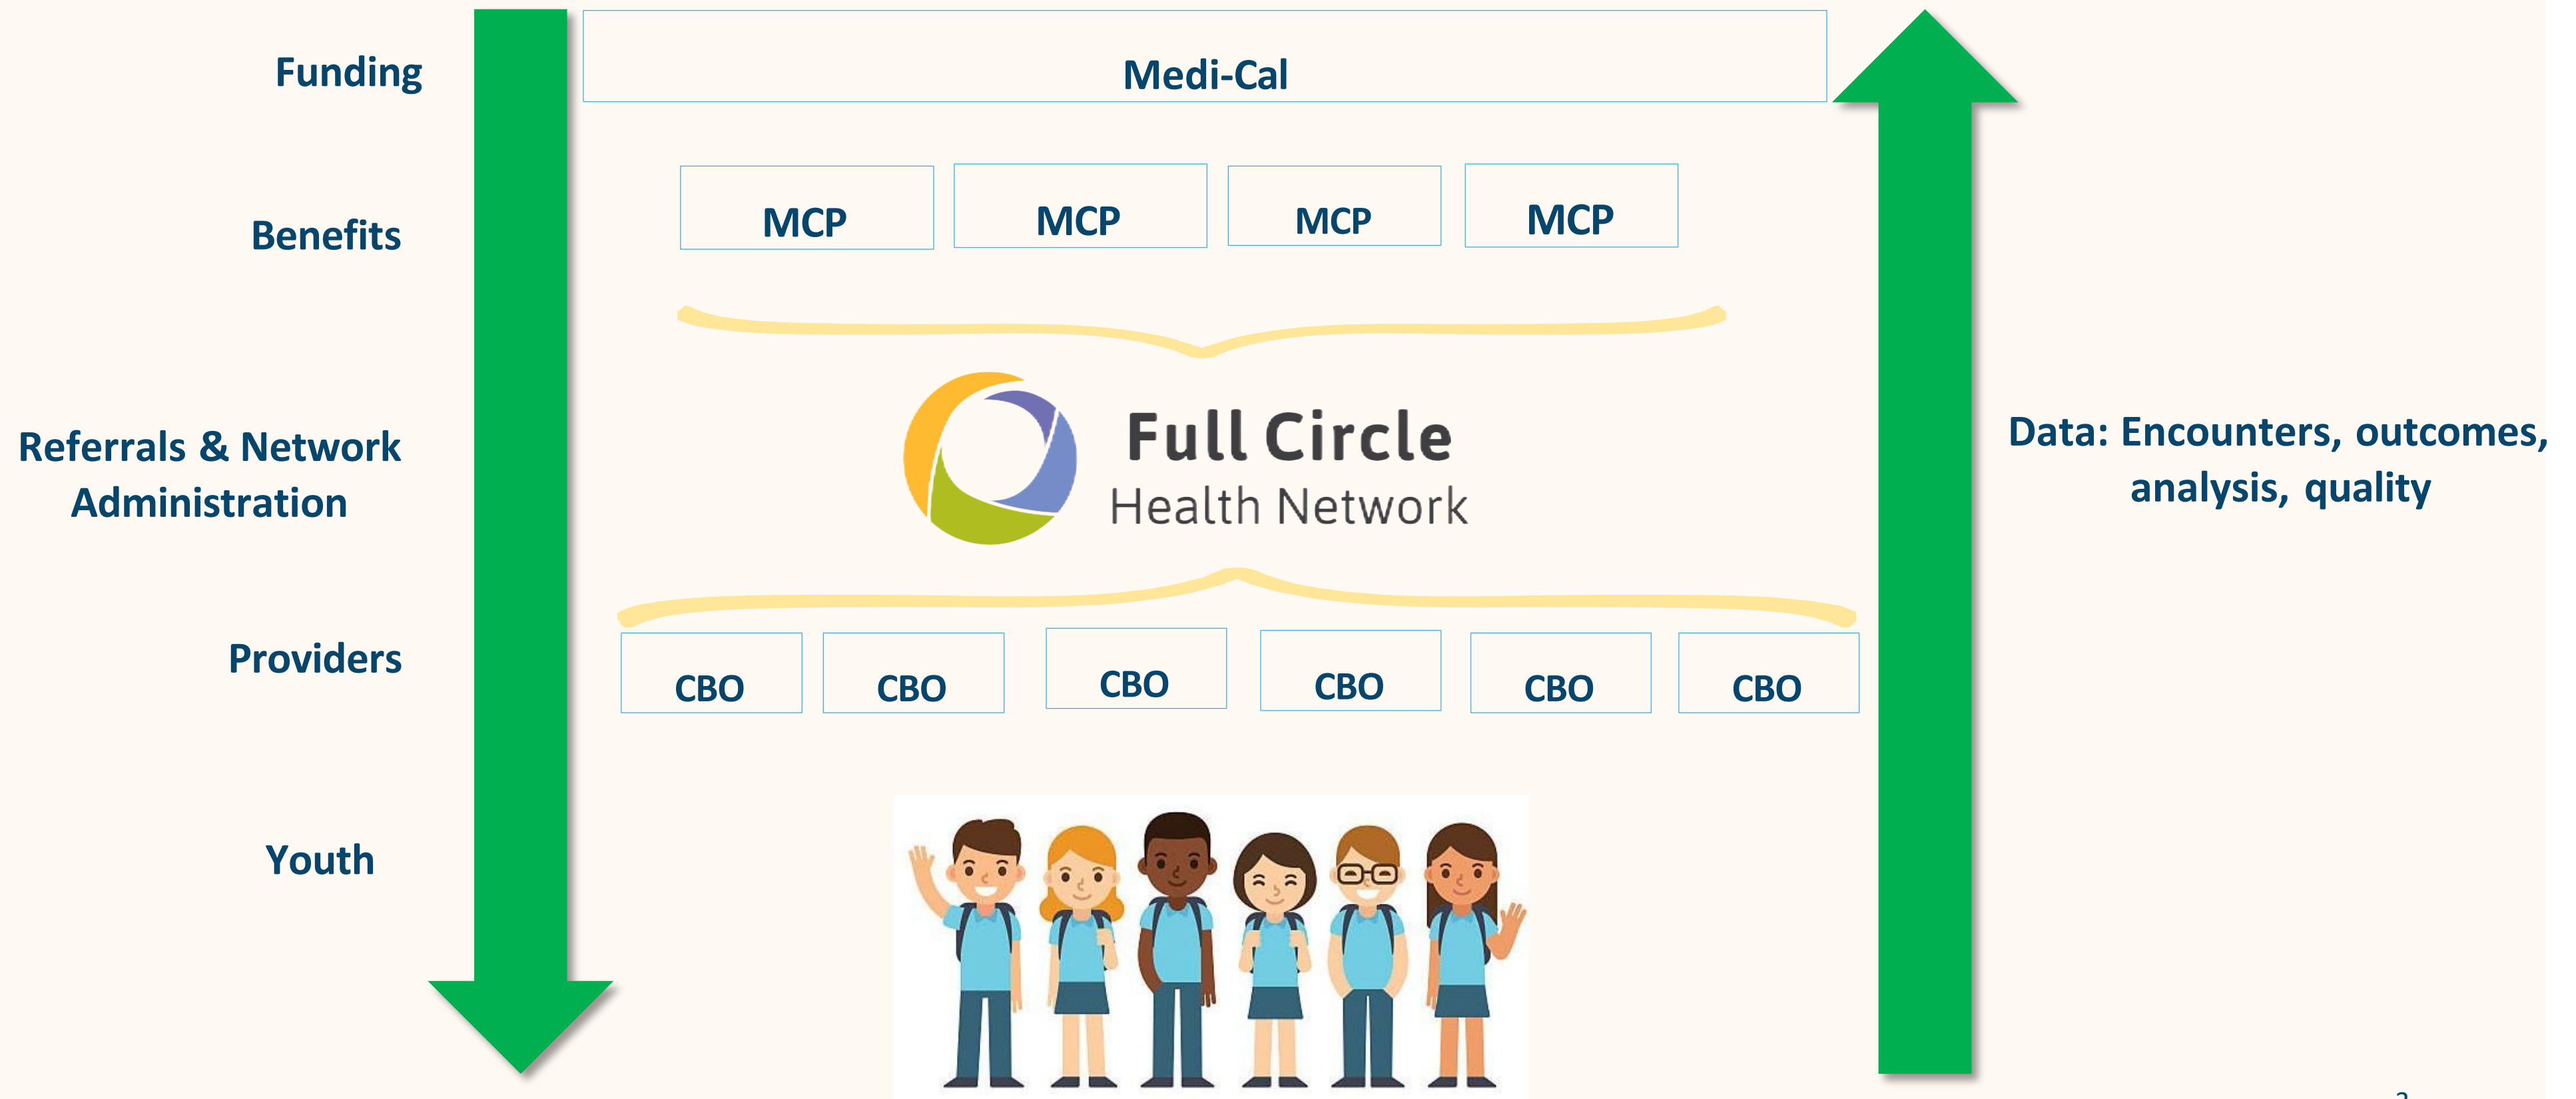 Funding
Medi-Cal
Benefits
MCP MCP MCP MCP
Full Circle
Health Network
Referrals & Network
Administration
Data: Encounters, outcomes,
analysis, quality
Providers
CBO CBO CBO CBO CBO CBO
Youth